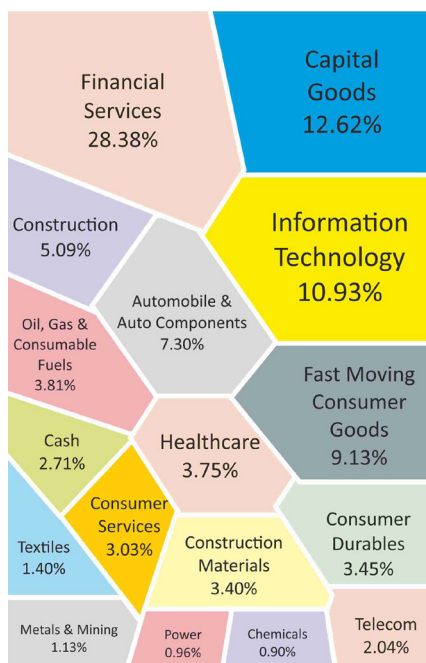 Financial
Services
28.38%
Capital
Goods
12.62%
Construction
5.09%
Information
Technology
10.93%
Automobile &
Auto Components
7.30%
Oil, Gas &
Consumable
Fuels
3.81%
Fast Moving
Consumer
Goods
9.13%
Cash
2.71%
Healthcare
3.75%
Consumer
Services
3.03%
Textiles
1.40%
Construction
Materials
3.40%
Consumer
Durables
3.45%
Metals & Mining
1.13%
Power
0.96%
Chemicals
0.90%
Telecom
2.04%